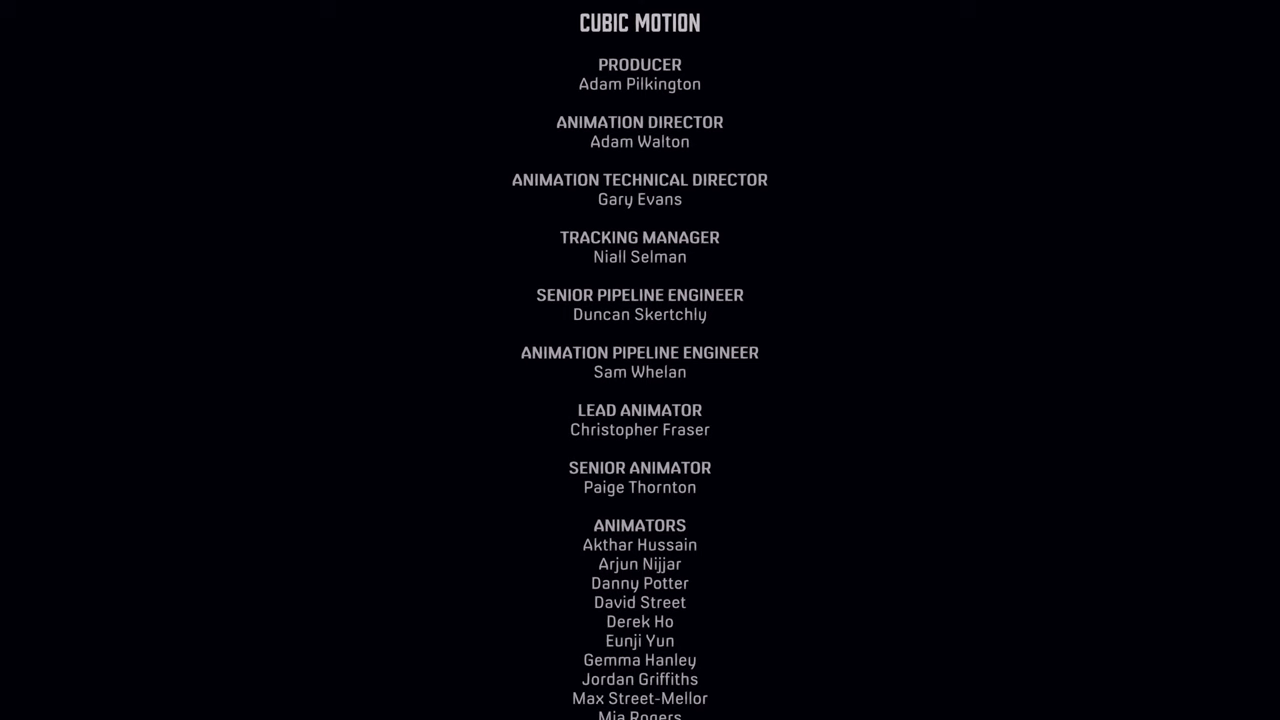 CUBIC MOTION
PRODUCER
Adam Pilkington
ANIMATION DIRECTOR
Adam Walton
ANIMATION TECHNICAL DIRECTOR
Gary Evans
TRACKING MANAGER
Niall Selman
SENIOR PIPELINE ENGINEER
Duncan Skertchly
ANIMATION PIPELINE ENGINEER
Sam Whelan
LEAD ANIMATOR
Christopher Fraser
SENIOR ANIMATOR
Paige Thornton
ANIMATORS
Akthar Hussain
Arjun Nijjar
Danny Potter
David Street
Derek Ho
Eunji Yun
Gemma Hanley
Jordan Griffiths
Max Street-Mellor
Mia Rogers